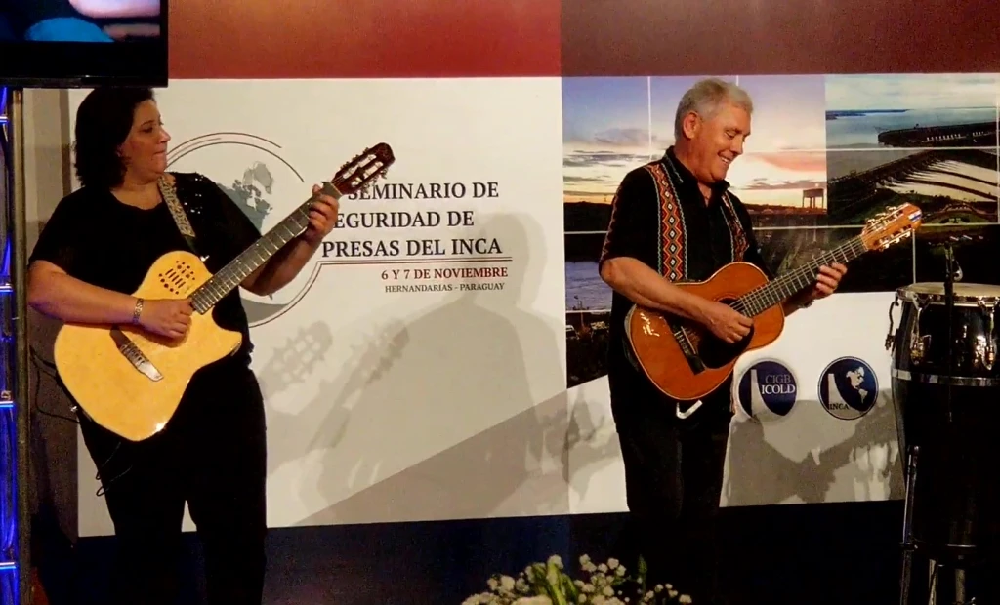 SEMINARIO DE
EGURIDAD DE
PRESAS DEL INCA
6 Y 7 DE NOVIEMBRE
HERNANDARIAS - PARAGUAY
CIGB
ICOLD
INCA